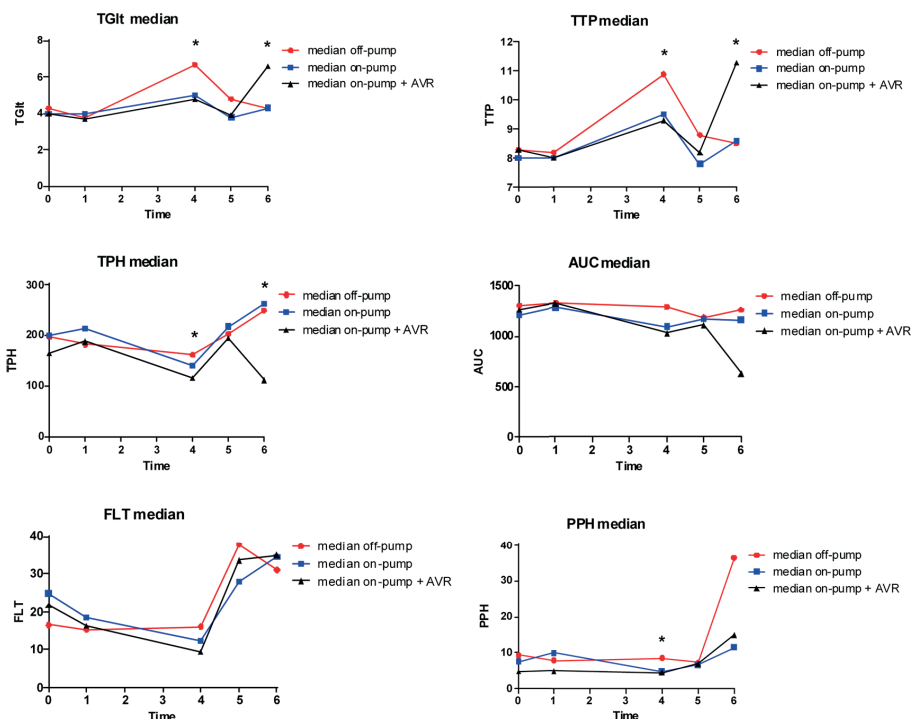 TGlt median
8
6
4
2
0
TGlt
0 1 2 3 4 5 6
Time
*
*
median off-pump
median on-pump
median on-pump + AVR
TTP median
12
11
10
9
8
7
TTP
0 1 2 3 4 5 6
Time
*
*
median off-pump
median on-pump
median on-pump + AVR
TPH median
300
200
100
0
TPH
0 1 2 3 4 5 6
Time
*
*
median off-pump
median on-pump
median on-pump + AVR
AUC median
1500
1000
500
0
AUC
0 1 2 3 4 5 6
Time
median off-pump
median on-pump
median on-pump + AVR
FLT median
40
30
20
10
0
FLT
0 1 2 3 4 5 6
Time
median off-pump
median on-pump
median on-pump + AVR
PPH median
40
30
20
10
0
PPH
0 1 2 3 4 5 6
Time
*
median off-pump
median on-pump
median on-pump + AVR